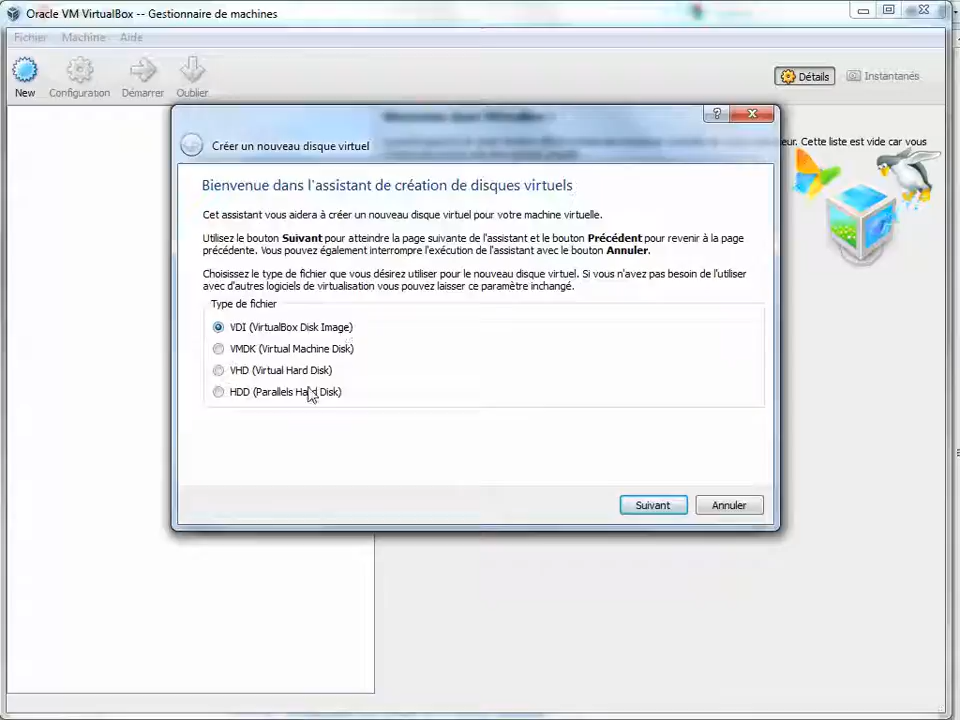 Oracle VM VirtualBox -- Gestionnaire de machines
Fichier Machine Aide
New Configuration Démarrer Oublier Détails Instantanés
eur. Cette liste est vide car vous
Créer un nouveau disque virtuel
Bienvenue dans l'assistant de création de disques virtuels
Cet assistant vous aidera à créer un nouveau disque virtuel pour votre machine virtuelle.
Utilisez le bouton Suivant pour atteindre la page suivante de l'assistant et le bouton Précédent pour revenir à la page
précédente. Vous pouvez également interrompre l'exécution de l'assistant avec le bouton Annuler.
Choisissez le type de fichier que vous désirez utiliser pour le nouveau disque virtuel. Si vous n'avez pas besoin de l'utiliser
avec d'autres logiciels de virtualisation vous pouvez laisser ce paramètre inchangé.
Type de fichier
VDI (VirtualBox Disk Image)
VMDK (Virtual Machine Disk)
VHD (Virtual Hard Disk)
HDD (Parallels Hard Disk)
Suivant Annuler